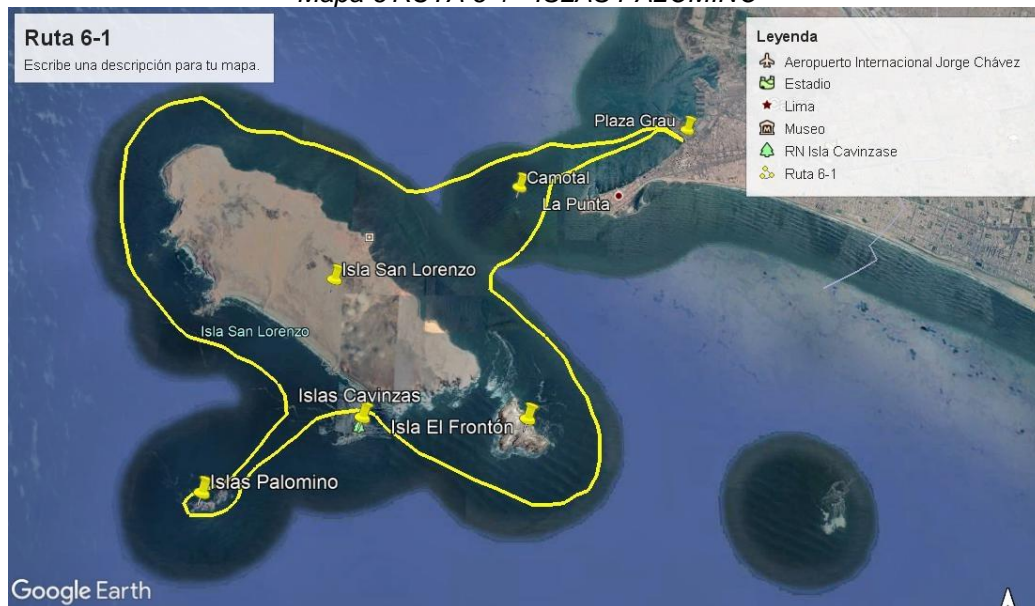 Ruta 6-1
Escribe una descripción para tu mapa.
Leyenda
Aeropuerto Internacional Jorge Chávez
Estadio
Lima
Museo
RN Isla Cavinzase
Ruta 6-1
Plaza Grau
Camotal
La Punta
Isla San Lorenzo
Isla San Lorenzo
Islas Cavinzas
Isla El Frontón
Islas Palomino
Google Earth